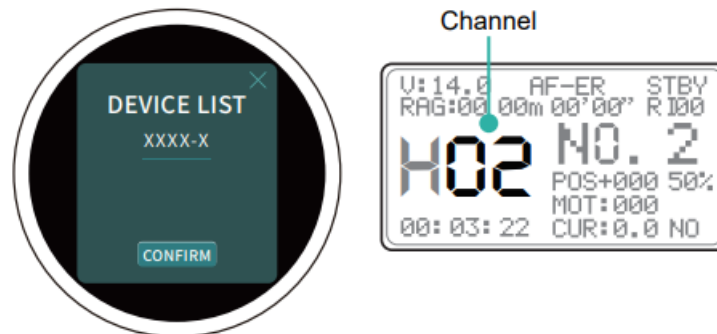 Channel
DEVICE LIST
XXXX-X
CONFIRM
V:14.0 AF-ER STBY
RAG:00.00m 00'00" R I00
H02 NO. 2
POS+000 50%
MOT:000
00:03:22 CUR:0.0 NO